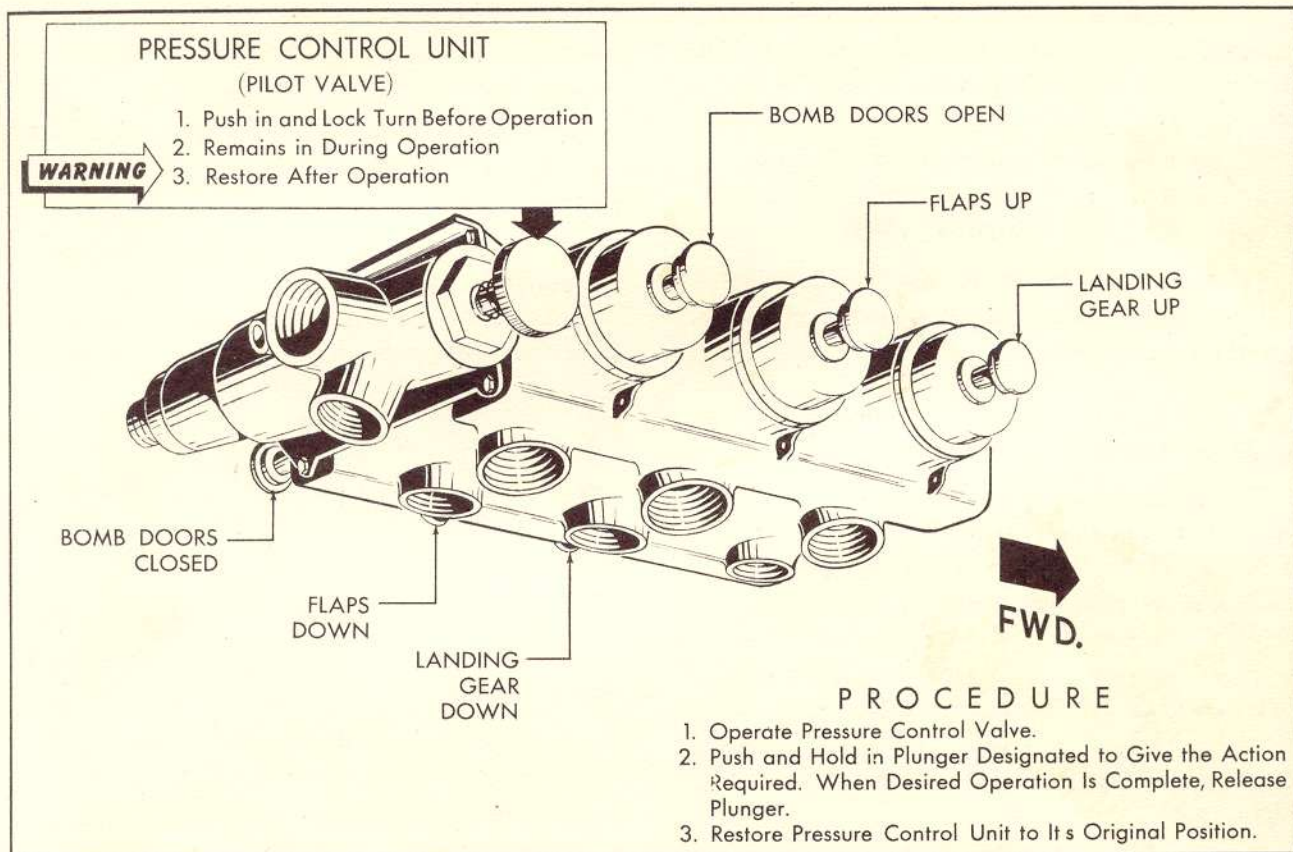 PRESSURE CONTROL UNIT
(PILOT VALVE)
1. Push in and Lock Turn Before Operation
2. Remains in During Operation
WARNING
3. Restore After Operation
BOMB DOORS OPEN
FLAPS UP
LANDING
GEAR UP
BOMB DOORS
CLOSED
FLAPS
DOWN
LANDING
GEAR
DOWN
FWD.
PROCEDURE
1. Operate Pressure Control Valve.
2. Push and Hold in Plunger Designated to Give the Action
Required. When Desired Operation Is Complete, Release
Plunger.
3. Restore Pressure Control Unit to It s Original Position.